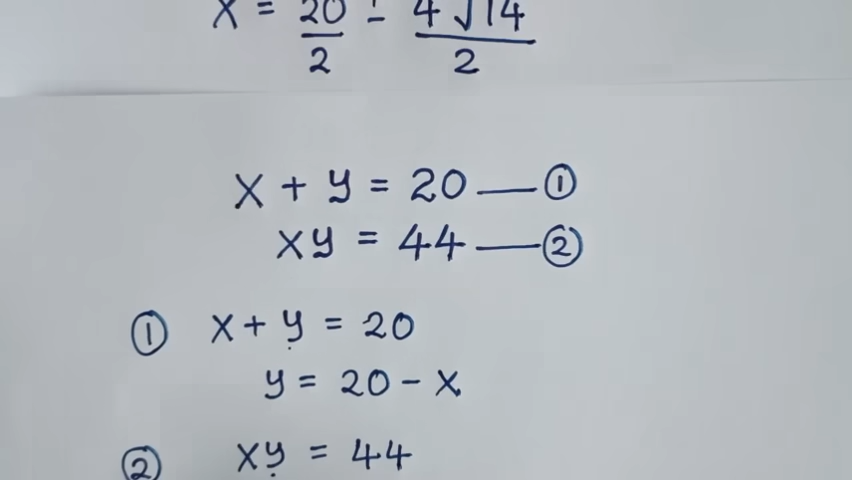 x = 20/2 ± 4√14/2
x + y = 20 — ①
xy = 44 — ②
① x + y = 20
y = 20 - x
② xy = 44